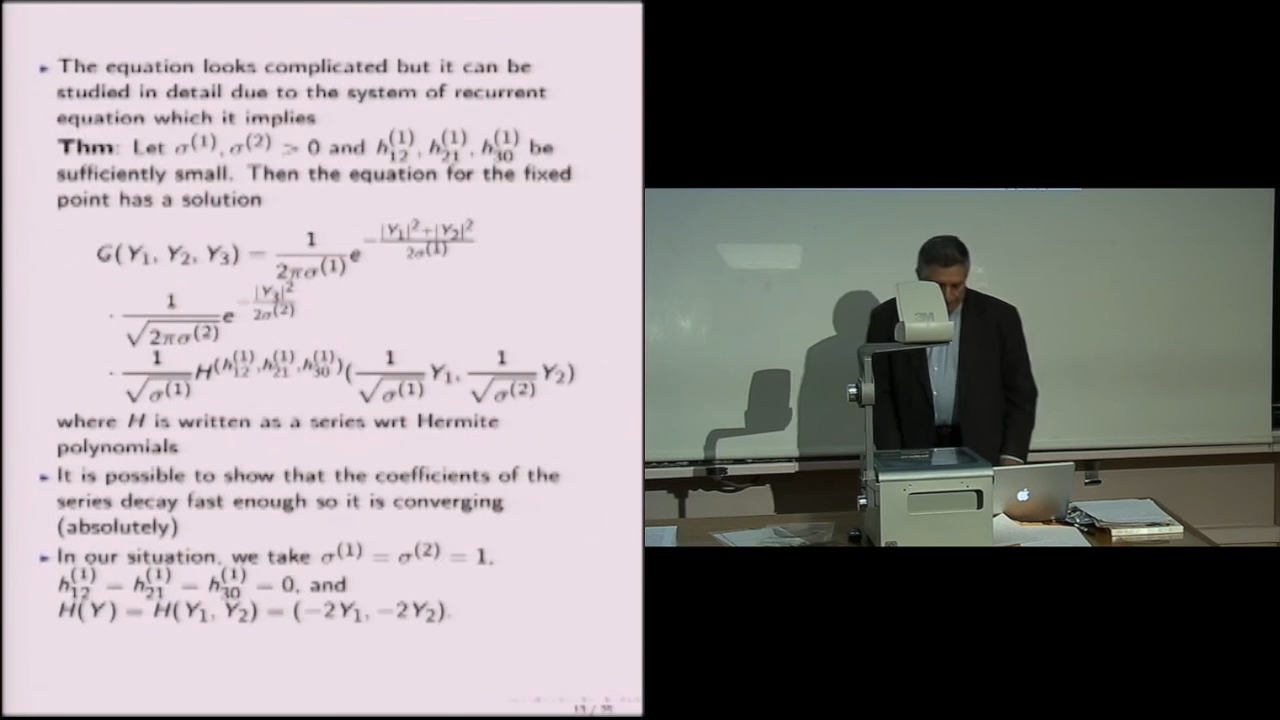 The equation looks complicated but it can be
studied in detail due to the system of recurrent
equation which it implies
Thm: Let σ^(1), σ^(2) > 0 and h_12^(1), h_21^(1), h_30^(1) be
sufficiently small. Then the equation for the fixed
point has a solution
G(Y_1, Y_2, Y_3) = 1/(2πσ^(1)) e^{-(|Y_1|^2+|Y_2|^2)/(2σ^(1))}
· 1/√(2πσ^(2)) e^{-|Y_3|^2/(2σ^(2))}
· 1/√σ^(1) H^(h_12^(1),h_21^(1),h_30^(1))(1/√σ^(1) Y_1, 1/√σ^(2) Y_2)
where H is written as a series wrt Hermite
polynomials
It is possible to show that the coefficients of the
series decay fast enough so it is converging
(absolutely)
In our situation, we take σ^(1) = σ^(2) = 1,
h_12^(1) = h_21^(1) = h_30^(1) = 0, and
H(Y) = H(Y_1, Y_2) = (−2Y_1, −2Y_2).
3M